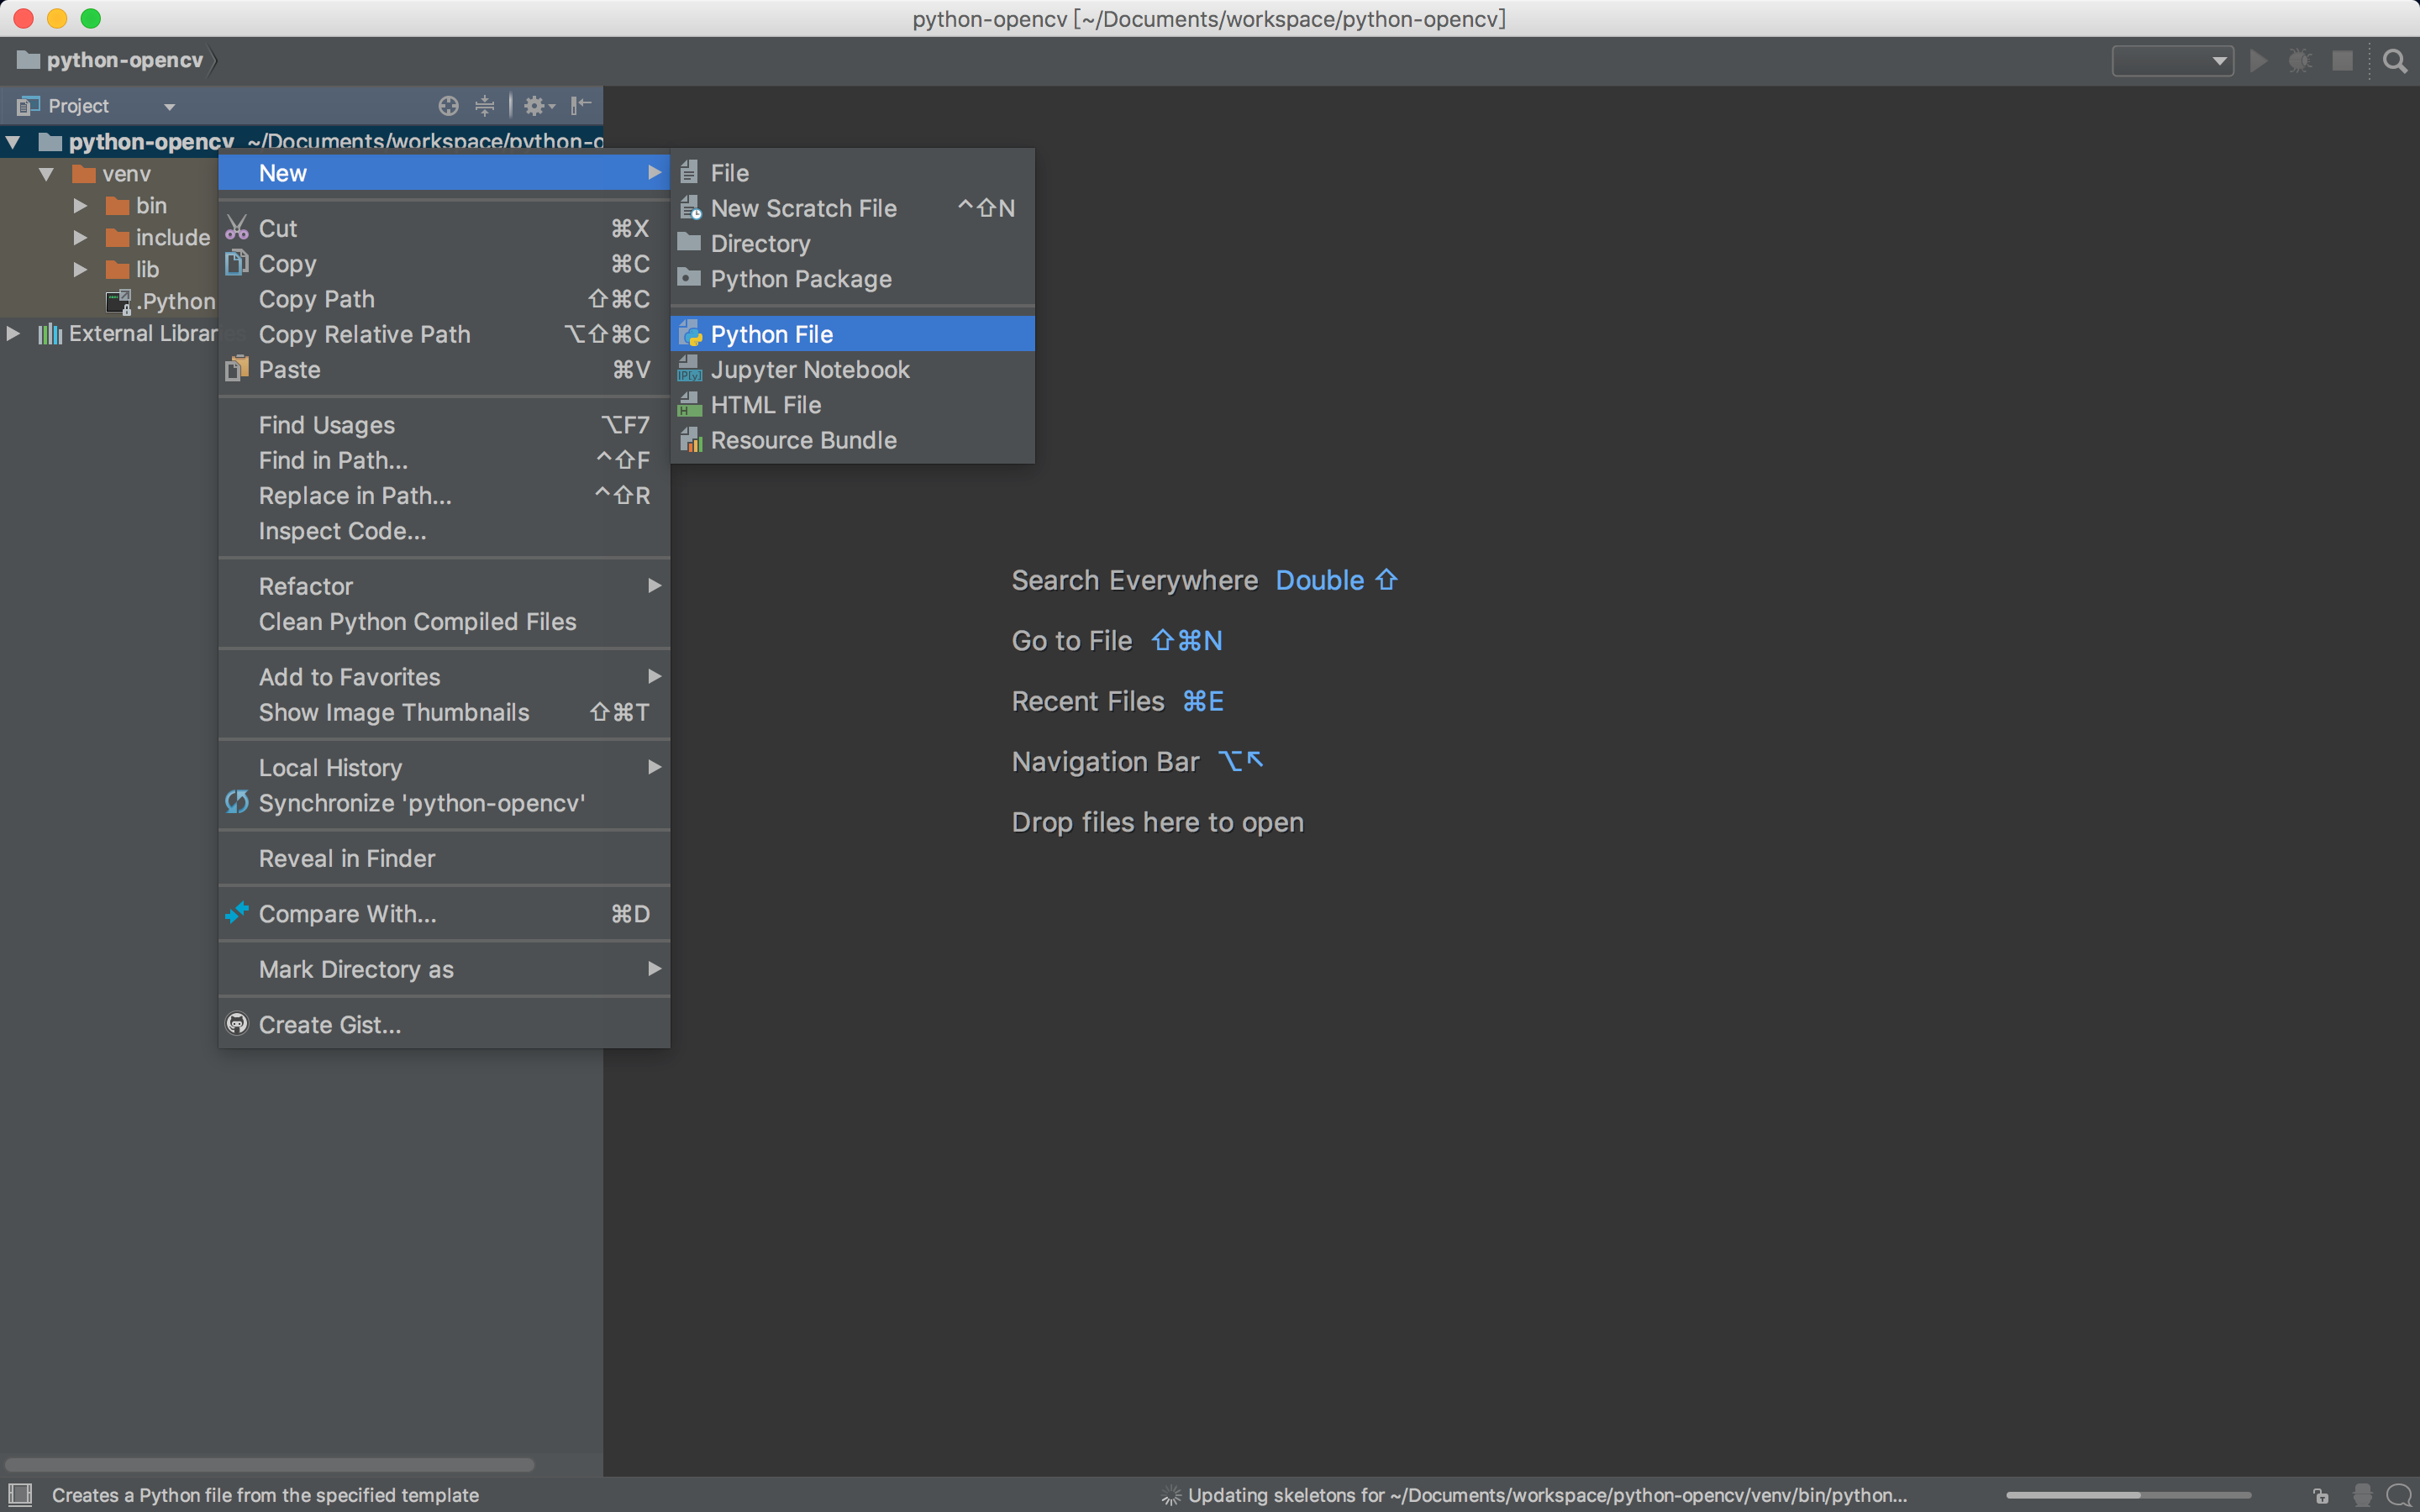 python-opencv [~/Documents/workspace/python-opencv]
python-opencv
Project
python-opencv ~/Documents/workspace/python-o
venv
bin
include
lib
.Python
External Librar
New
Cut ⌘X
Copy ⌘C
Copy Path ⇧⌘C
Copy Relative Path ⌥⇧⌘C
Paste ⌘V
Find Usages ⌥F7
Find in Path... ^⇧F
Replace in Path... ^⇧R
Inspect Code...
Refactor
Clean Python Compiled Files
Add to Favorites
Show Image Thumbnails ⇧⌘T
Local History
Synchronize 'python-opencv'
Reveal in Finder
Compare With... ⌘D
Mark Directory as
Create Gist...
File
New Scratch File ^⇧N
Directory
Python Package
Python File
Jupyter Notebook
HTML File
Resource Bundle
Search Everywhere Double ⇧
Go to File ⇧⌘N
Recent Files ⌘E
Navigation Bar ⌥↖
Drop files here to open
Creates a Python file from the specified template
Updating skeletons for ~/Documents/workspace/python-opencv/venv/bin/python...